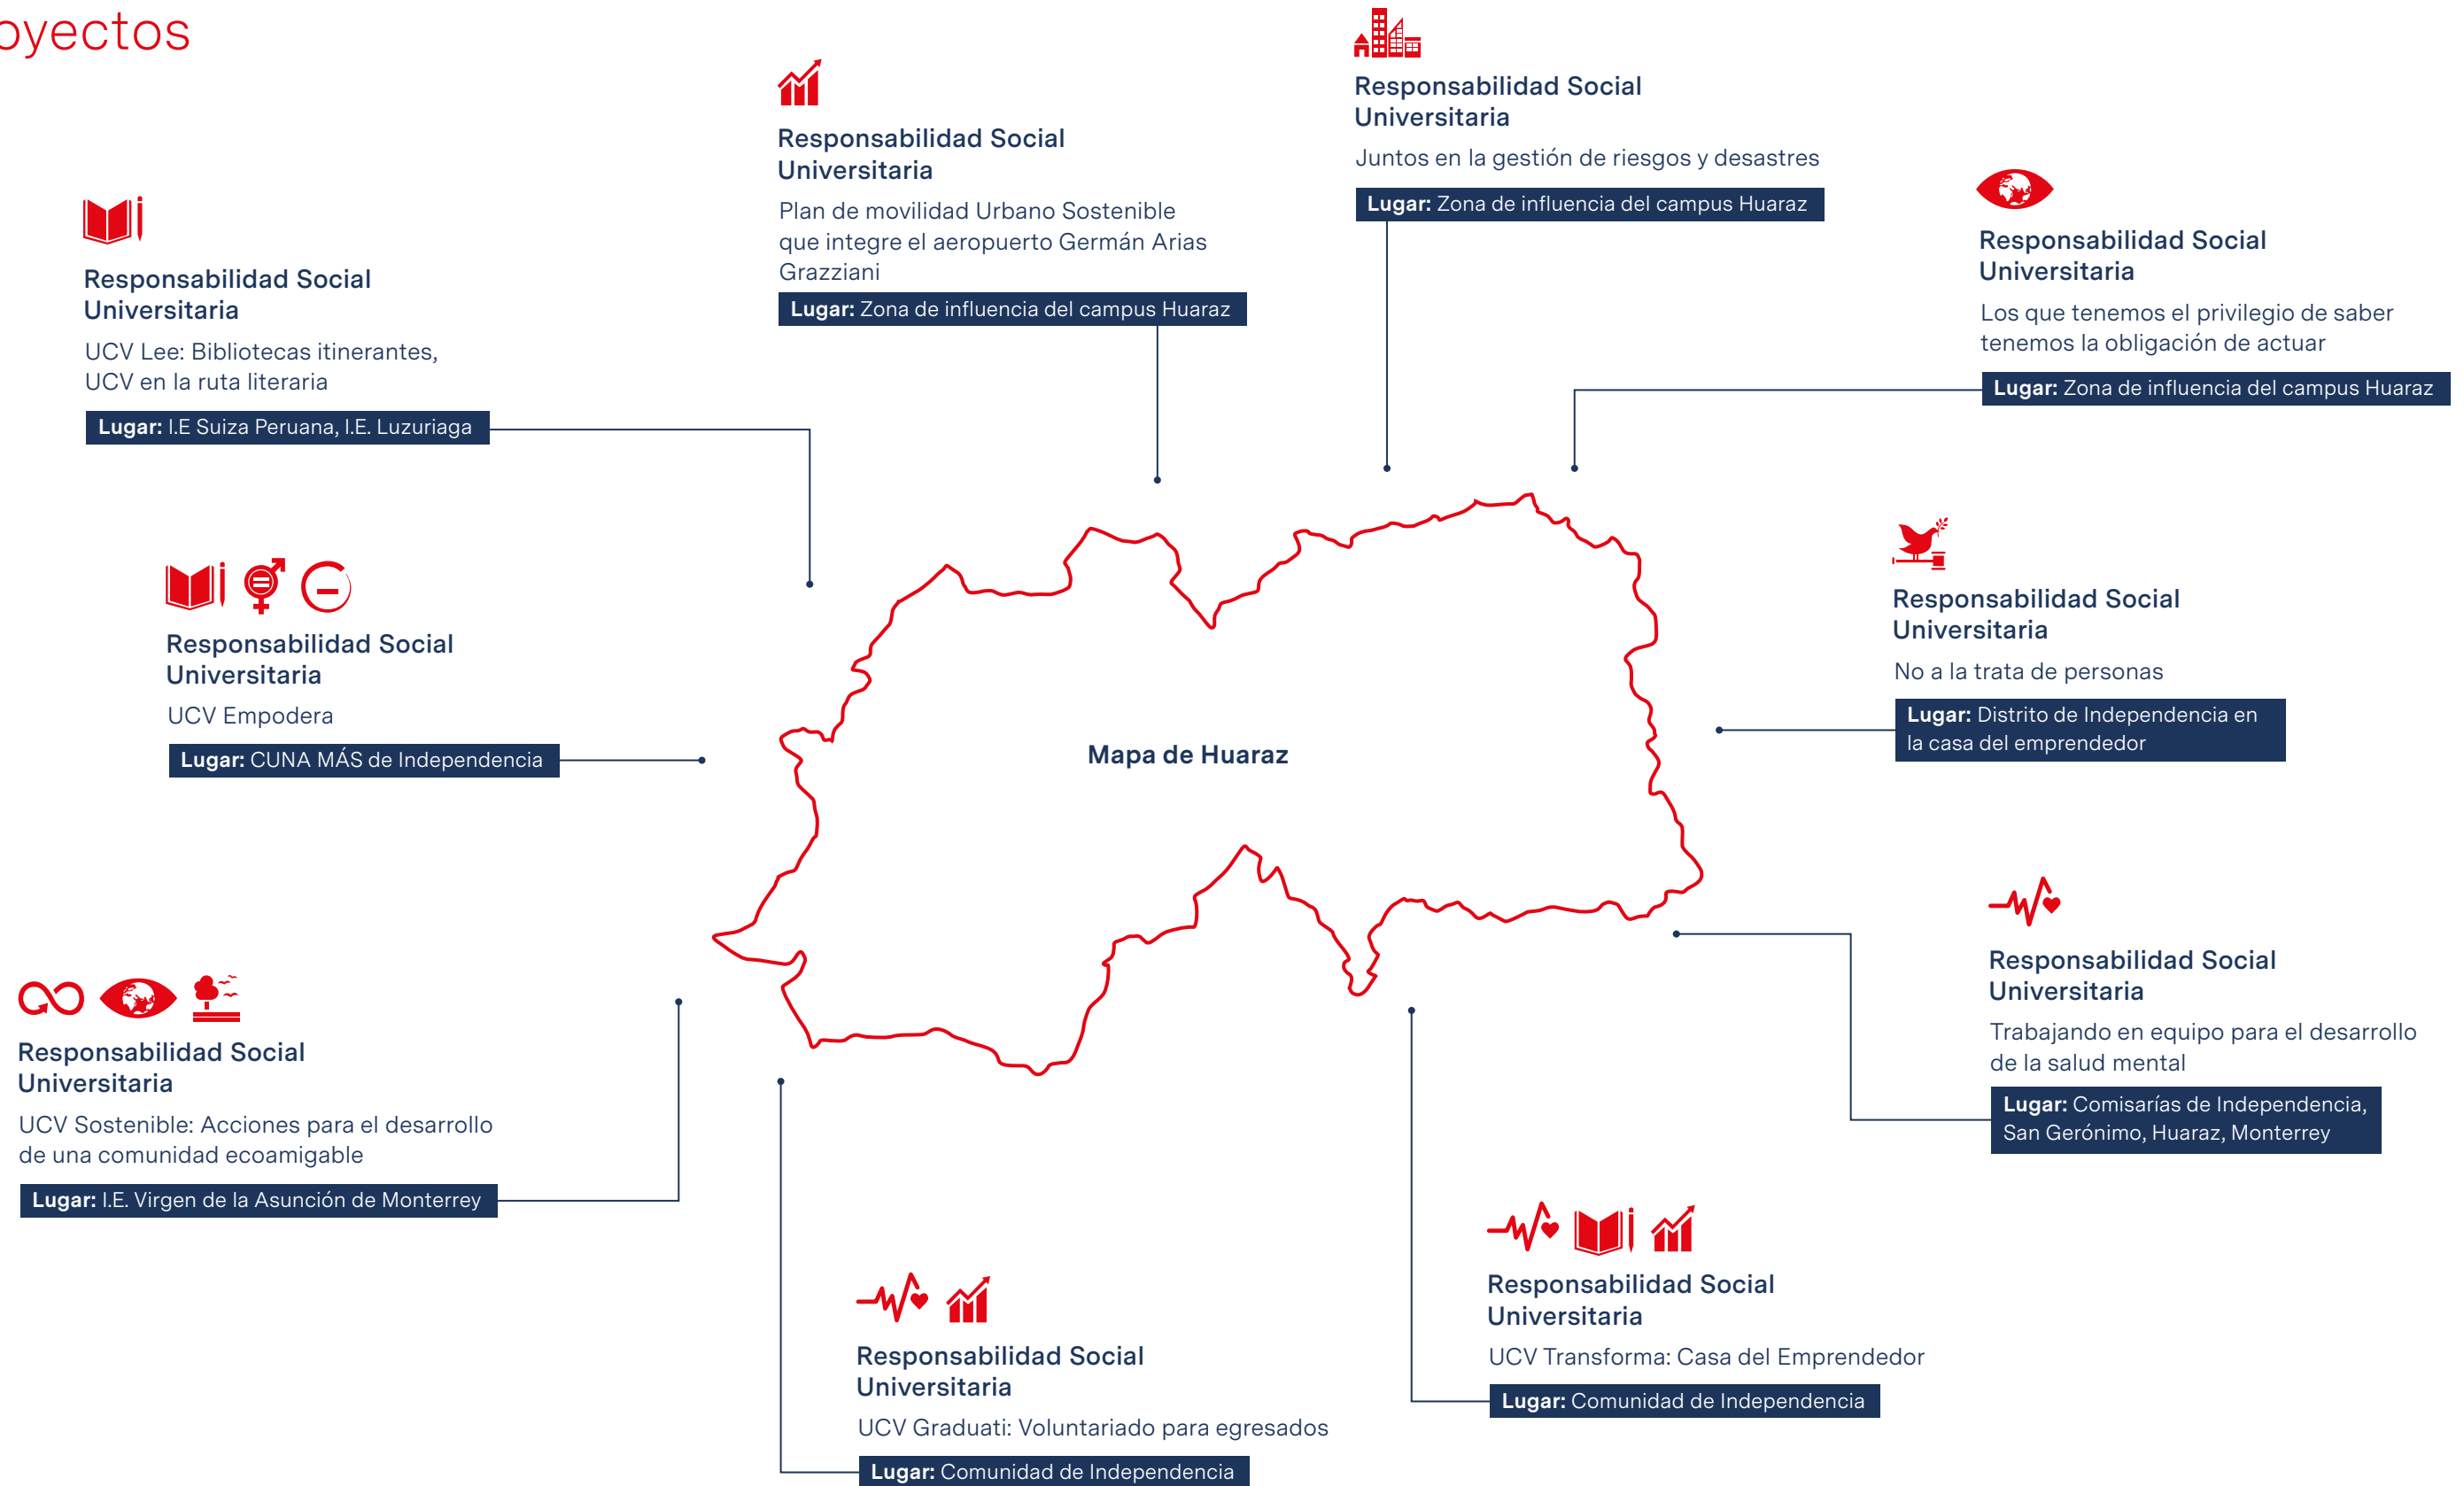 oyectos
Responsabilidad Social
Universitaria
Juntos en la gestión de riesgos y desastres
Lugar: Zona de influencia del campus Huaraz
Responsabilidad Social
Universitaria
Plan de movilidad Urbano Sostenible
que integre el aeropuerto Germán Arias
Grazziani
Lugar: Zona de influencia del campus Huaraz
Responsabilidad Social
Universitaria
Los que tenemos el privilegio de saber
tenemos la obligación de actuar
Lugar: Zona de influencia del campus Huaraz
Responsabilidad Social
Universitaria
UCV Lee: Bibliotecas itinerantes,
UCV en la ruta literaria
Lugar: I.E Suiza Peruana, I.E. Luzuriaga
Responsabilidad Social
Universitaria
No a la trata de personas
Lugar: Distrito de Independencia en
la casa del emprendedor
Responsabilidad Social
Universitaria
UCV Empodera
Lugar: CUNA MÁS de Independencia
Mapa de Huaraz
Responsabilidad Social
Universitaria
Trabajando en equipo para el desarrollo
de la salud mental
Lugar: Comisarías de Independencia,
San Gerónimo, Huaraz, Monterrey
Responsabilidad Social
Universitaria
UCV Sostenible: Acciones para el desarrollo
de una comunidad ecoamigable
Lugar: I.E. Virgen de la Asunción de Monterrey
Responsabilidad Social
Universitaria
UCV Transforma: Casa del Emprendedor
Lugar: Comunidad de Independencia
Responsabilidad Social
Universitaria
UCV Graduati: Voluntariado para egresados
Lugar: Comunidad de Independencia